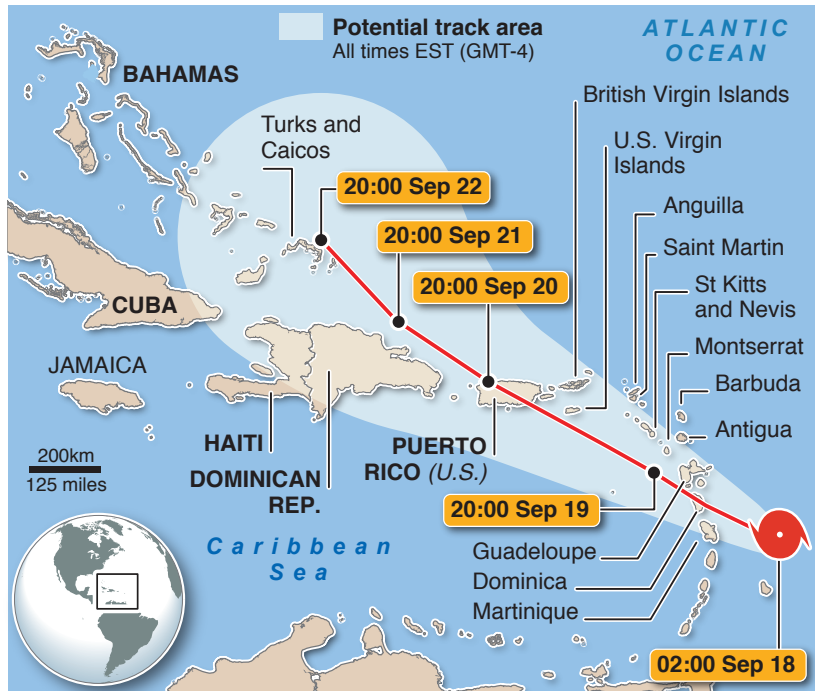 Potential track area
All times EST (GMT-4)
ATLANTIC
OCEAN
BAHAMAS
British Virgin Islands
Turks and
Caicos
U.S. Virgin
Islands
20:00 Sep 22
Anguilla
20:00 Sep 21
Saint Martin
20:00 Sep 20
St Kitts
and Nevis
CUBA
Montserrat
JAMAICA
Barbuda
Antigua
HAITI
PUERTO
RICO (U.S.)
200km
125 miles
DOMINICAN
REP.
20:00 Sep 19
Caribbean
Sea
Guadeloupe
Dominica
Martinique
02:00 Sep 18